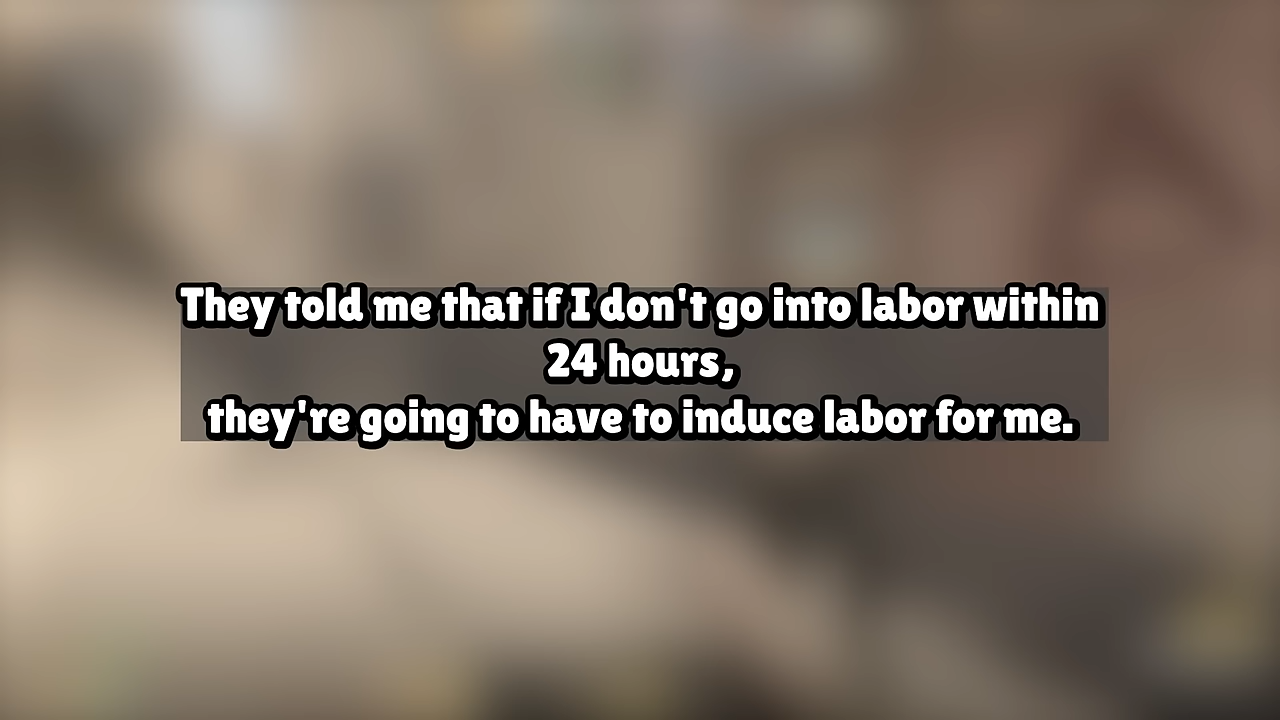 They told me that if I don't go into labor within
24 hours,
they're going to have to induce labor for me.